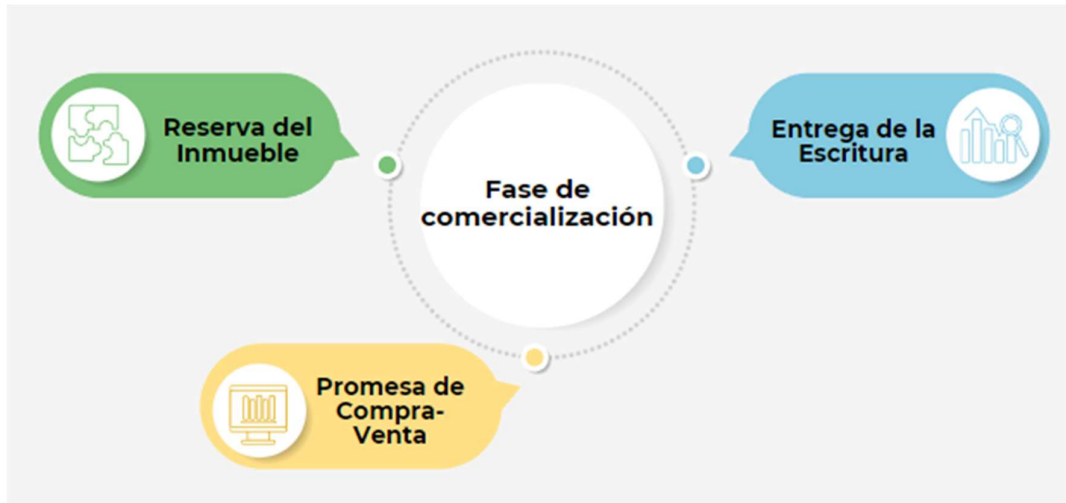 Reserva del
Inmueble
Fase de
comercialización
Entrega de la
Escritura
Promesa de
Compra-
Venta